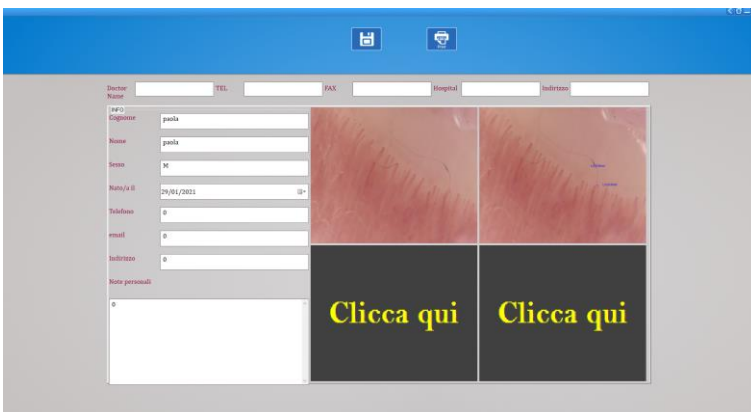 Doctor Name
TEL
FAX
Hospital
Indirizzo
INFO
Cognome
paola
Nome
paola
Sesso
M
Nato/a il
29/01/2021
Telefono
0
email
0
Indirizzo
0
Note personali
0
Clicca qui
Clicca qui